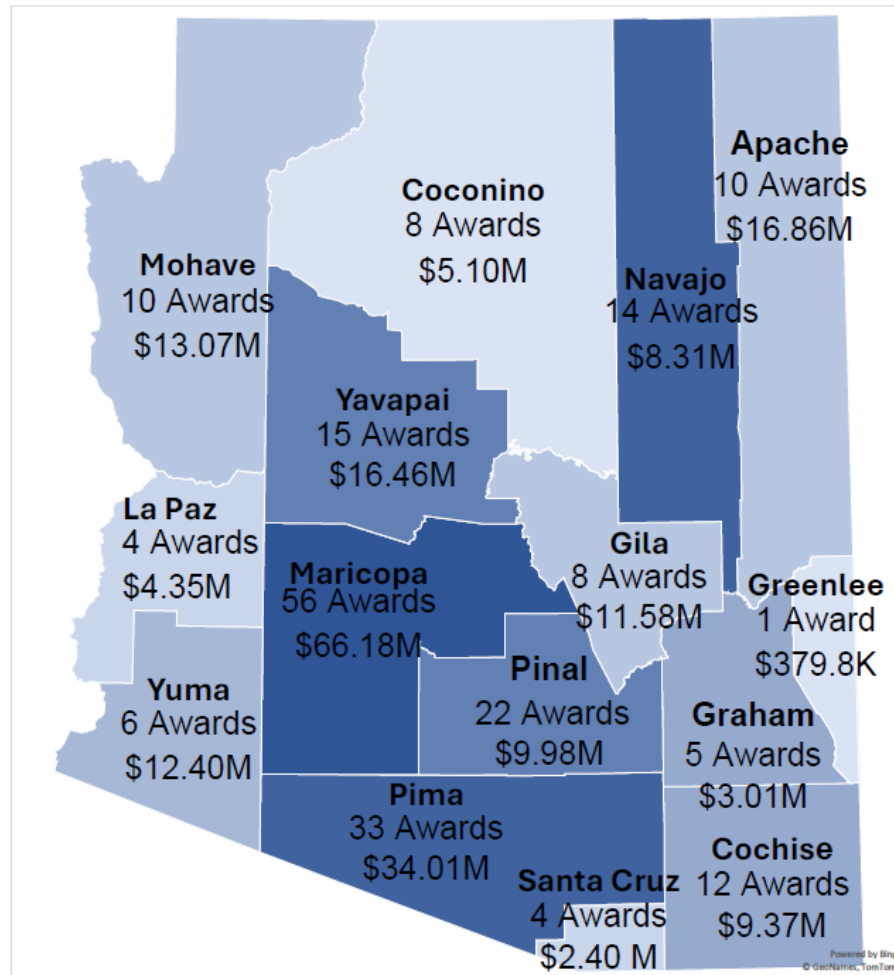 Apache
10 Awards
$16.86M
Coconino
8 Awards
$5.10M
Mohave
10 Awards
$13.07M
Navajo
14 Awards
$8.31M
Yavapai
15 Awards
$16.46M
La Paz
4 Awards
$4.35M
Maricopa
56 Awards
$66.18M
Gila
8 Awards
$11.58M
Greenlee
1 Award
$379.8K
Yuma
6 Awards
$12.40M
Pinal
22 Awards
$9.98M
Graham
5 Awards
$3.01M
Pima
33 Awards
$34.01M
Santa Cruz
4 Awards
$2.40 M
Cochise
12 Awards
$9.37M
Powered by Bing
© GeoNames, TomTom